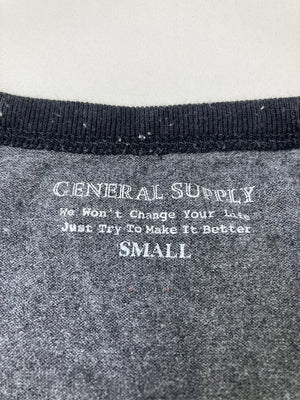 GENERAL SUPPLY
We Won't Change Your Life
Just Try To Make It Better
SMALL